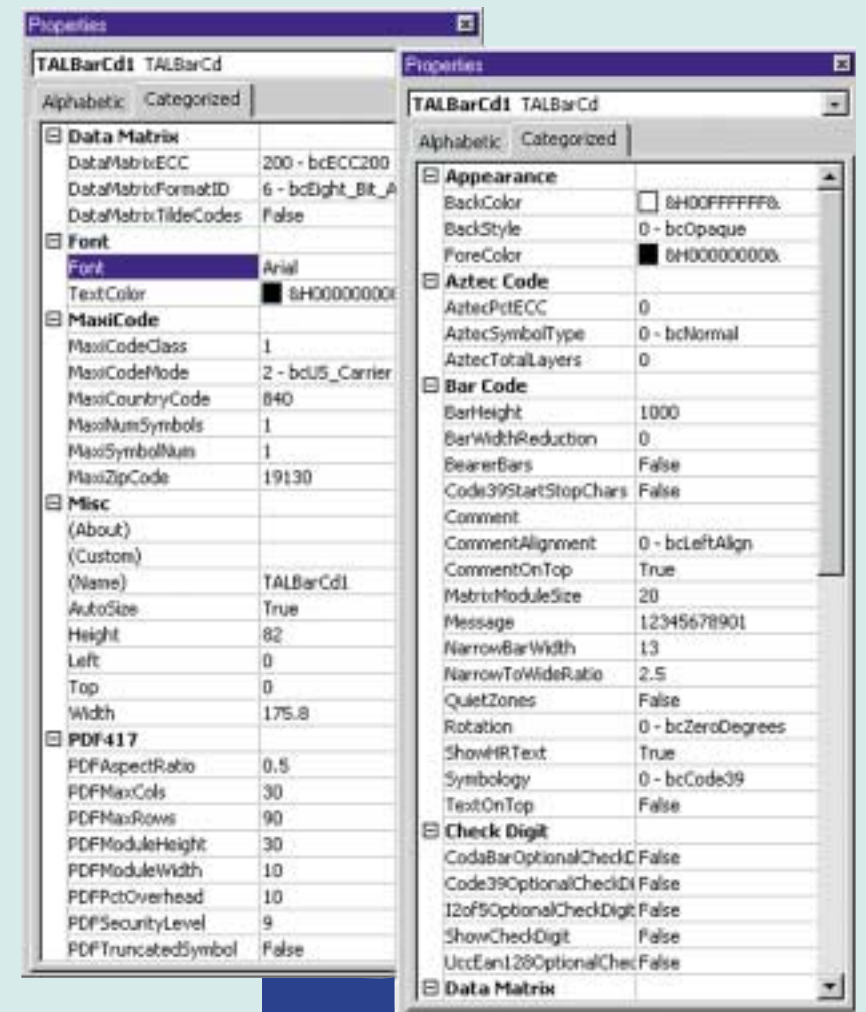 Properties
TALBarCd1 TALBarCd
Alphabetic Categorized
Data Matrix
DataMatrixECC 200 - bcECC200
DataMatrixFormatID 6 - bcEight_Bit_A
DataMatrixTildeCodes False
Font
Font Arial
TextColor &H00000000
MaxiCode
MaxiCodeClass 1
MaxiCodeMode 2 - bcUS_Carrier
MaxiCountryCode 840
MaxiNumSymbols 1
MaxiSymbolNum 1
MaxiZipCode 19130
Misc
(About)
(Custom)
(Name) TALBarCd1
AutoSize True
Height 82
Left 0
Top 0
Width 175.8
PDF417
PDFAspectRatio 0.5
PDFMaxCols 30
PDFMaxRows 90
PDFModuleHeight 30
PDFModuleWidth 10
PDFPctOverhead 10
PDFSecurityLevel 9
PDFTruncatedSymbol False
Properties
TALBarCd1 TALBarCd
Alphabetic Categorized
Appearance
BackColor &H00FFFFFF&
BackStyle 0 - bcOpaque
ForeColor &H00000000&
Aztec Code
AztecPctECC 0
AztecSymbolType 0 - bcNormal
AztecTotalLayers 0
Bar Code
BarHeight 1000
BarWidthReduction 0
BearerBars False
Code39StartStopChars False
Comment
CommentAlignment 0 - bcLeftAlign
CommentOnTop True
MatrixModuleSize 20
Message 12345678901
NarrowBarWidth 13
NarrowToWideRatio 2.5
QuietZones False
Rotation 0 - bcZeroDegrees
ShowHRText True
Symbology 0 - bcCode39
TextOnTop False
Check Digit
CodaBarOptionalCheckD False
Code39OptionalCheckDi False
I2of5OptionalCheckDigit False
ShowCheckDigit False
UccEan128OptionalChec False
Data Matrix